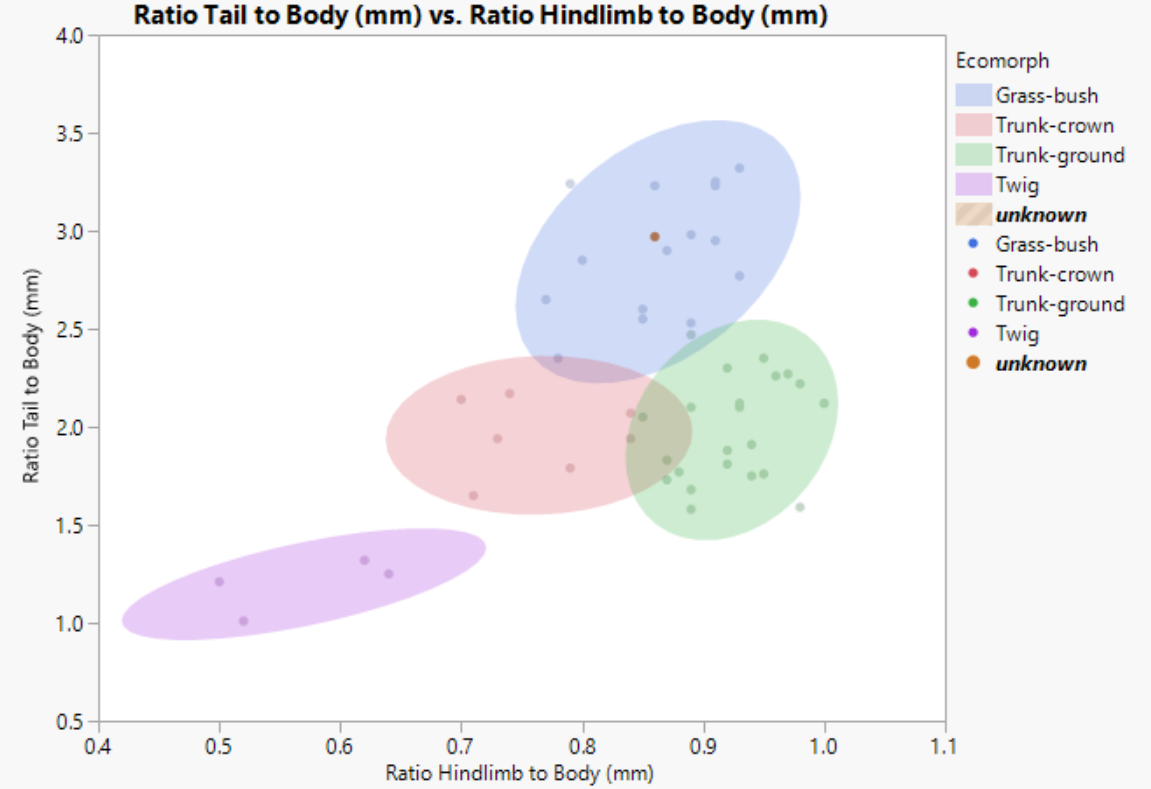 Ratio Tail to Body (mm) vs. Ratio Hindlimb to Body (mm)
4.0
3.5
3.0
2.5
2.0
1.5
1.0
0.5
Ratio Tail to Body (mm)
0.4 0.5 0.6 0.7 0.8 0.9 1.0 1.1
Ratio Hindlimb to Body (mm)
Ecomorph
Grass-bush
Trunk-crown
Trunk-ground
Twig
unknown
Grass-bush
Trunk-crown
Trunk-ground
Twig
unknown